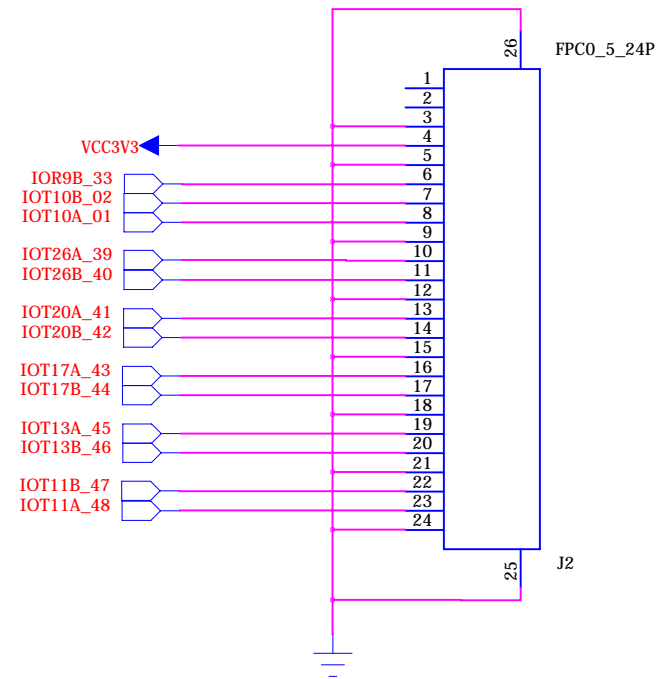 26
FPC0_5_24P
1
2
3
4
VCC3V3
5
IOR9B_33
6
IOT10B_02
7
IOT10A_01
8
9
IOT26A_39
10
IOT26B_40
11
12
IOT20A_41
13
IOT20B_42
14
15
IOT17A_43
16
IOT17B_44
17
18
IOT13A_45
19
IOT13B_46
20
21
IOT11B_47
22
IOT11A_48
23
24
25
J2